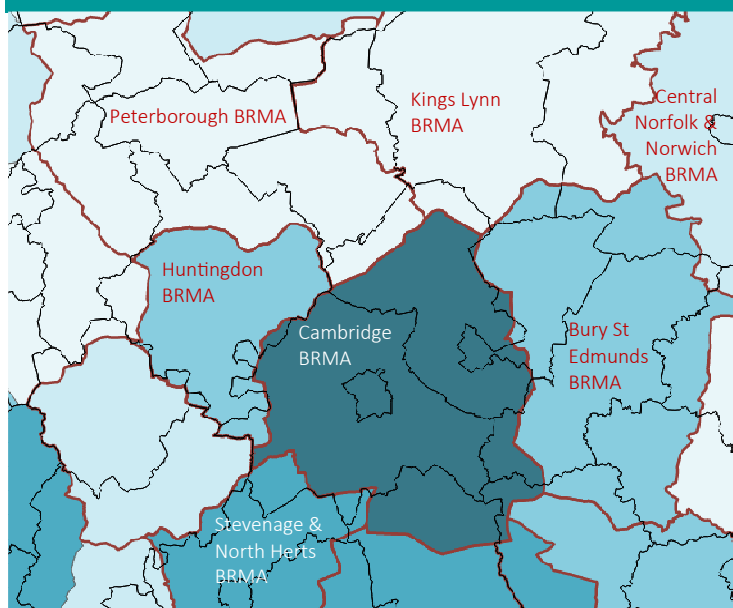 Peterborough BRMA
Kings Lynn
BRMA
Central
Norfolk &
Norwich
BRMA
Huntingdon
BRMA
Cambridge
BRMA
Bury St
Edmunds
BRMA
Stevenage &
North Herts
BRMA